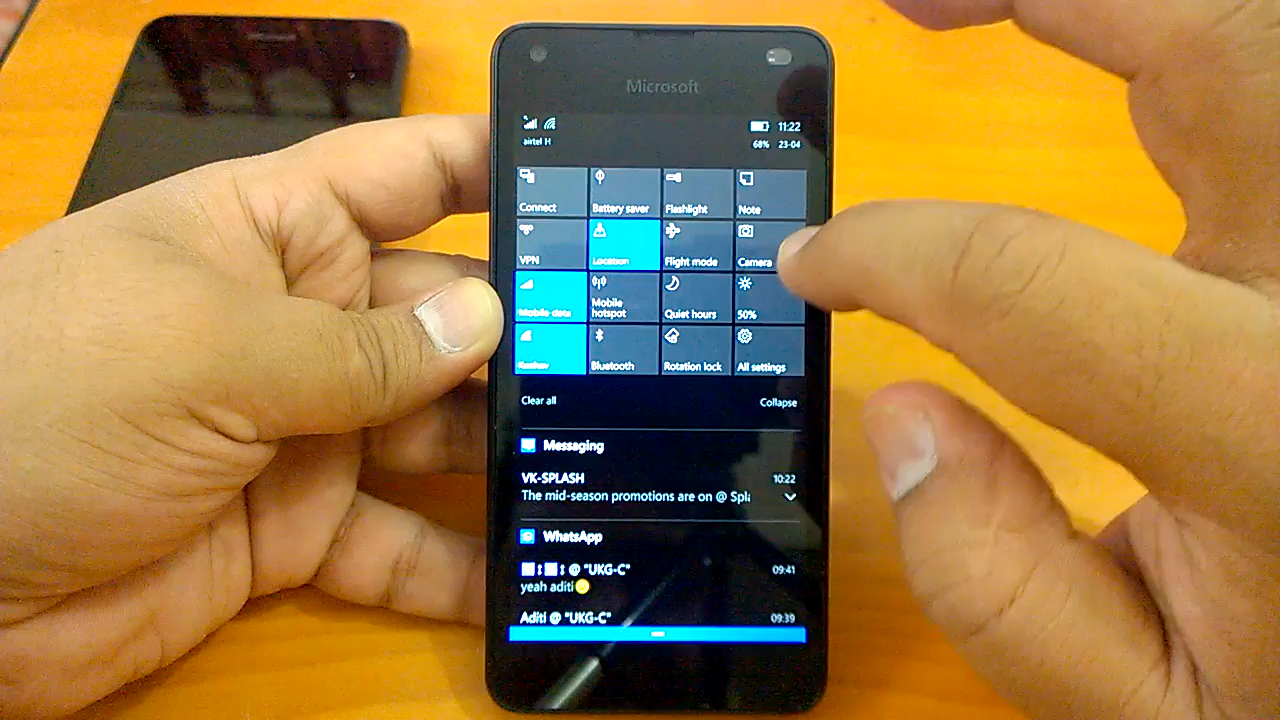 Microsoft
11:22
airtel H
68% 23-04
Connect
Battery saver
Flashlight
Note
VPN
Location
Flight mode
Camera
Mobile data
Mobile
hotspot
Quiet hours
50%
Bluetooth
Rotation lock
All settings
Clear all
Collapse
Messaging
VK-SPLASH 10:22
The mid-season promotions are on @ Spla
WhatsApp
@ "UKG-C" 09:41
yeah aditi
Aditi @ "UKG-C" 09:39